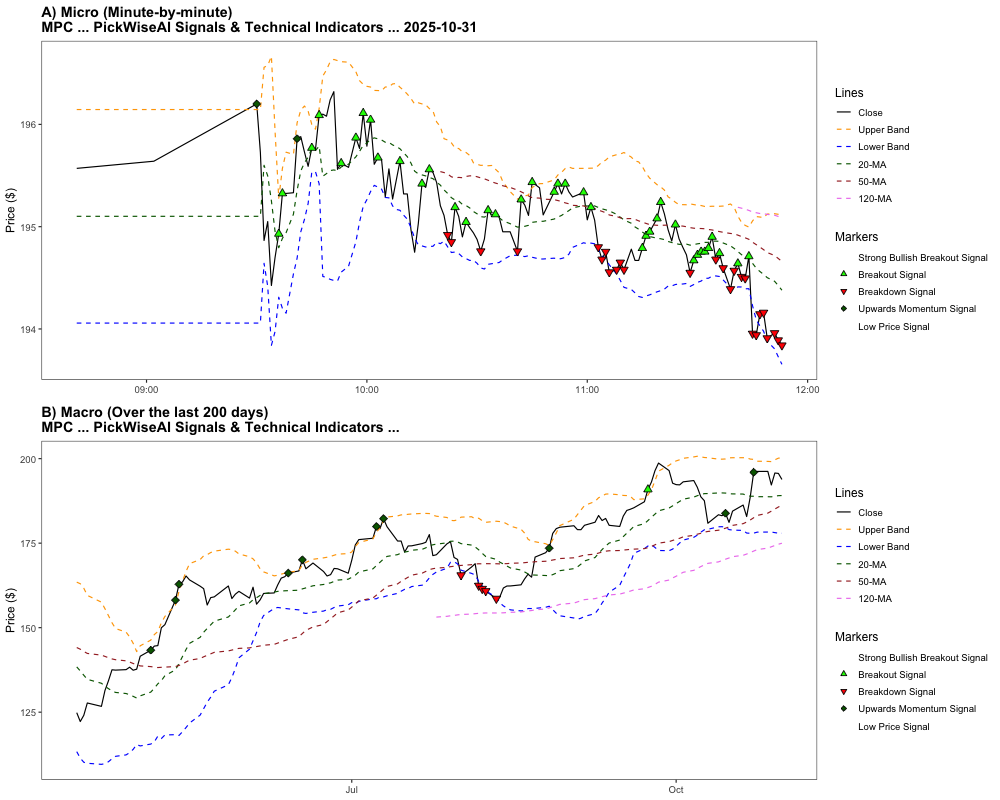 A) Micro (Minute-by-minute)
MPC ... PickWiseAI Signals & Technical Indicators ... 2025-10-31
Price ($)
196
195
194
09:00
10:00
11:00
12:00
Lines
Close
Upper Band
Lower Band
20-MA
50-MA
120-MA
Markers
Strong Bullish Breakout Signal
Breakout Signal
Breakdown Signal
Upwards Momentum Signal
Low Price Signal
B) Macro (Over the last 200 days)
MPC ... PickWiseAI Signals & Technical Indicators ...
Price ($)
200
175
150
125
Jul
Oct
Lines
Close
Upper Band
Lower Band
20-MA
50-MA
120-MA
Markers
Strong Bullish Breakout Signal
Breakout Signal
Breakdown Signal
Upwards Momentum Signal
Low Price Signal